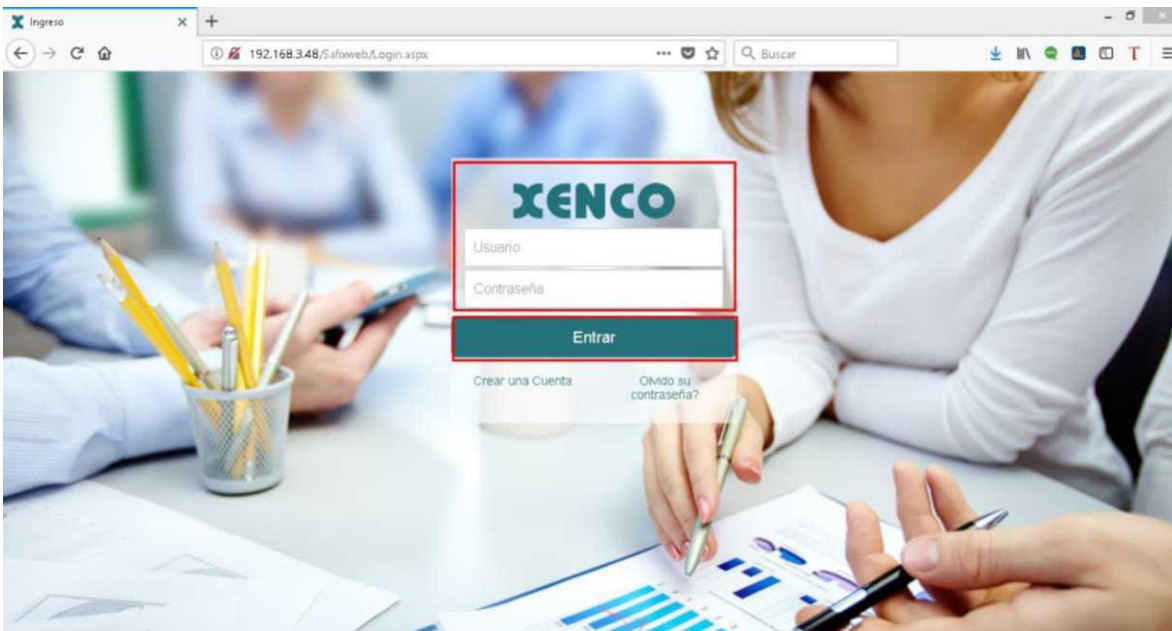 Ingreso
192.168.3.48/Safixweb/Login.aspx
Buscar
XENCO
Usuario
Contraseña
Entrar
Crear una Cuenta
Olvido su
contraseña?